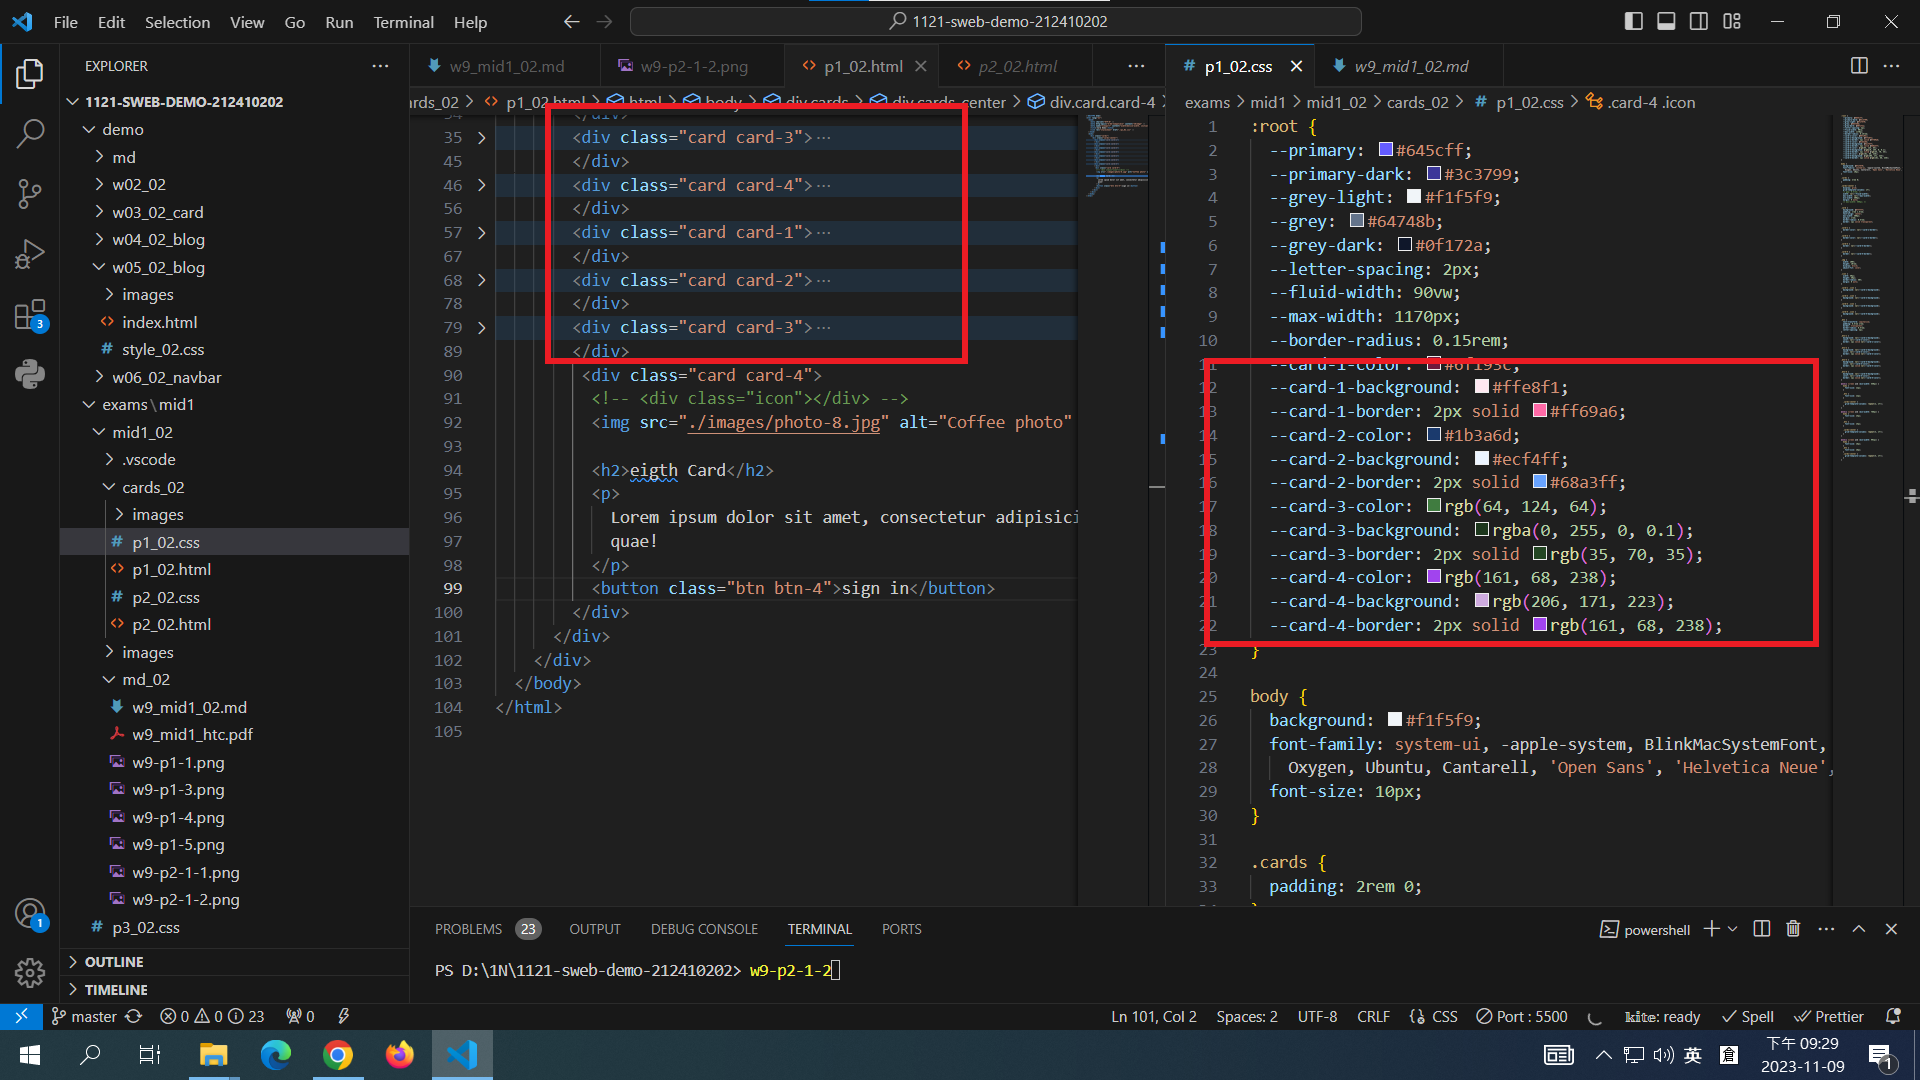 File Edit Selection View Go Run Terminal Help
1121-sweb-demo-212410202
EXPLORER
1121-SWEB-DEMO-212410202
demo
md
w02_02
w03_02_card
w04_02_blog
w05_02_blog
images
index.html
style_02.css
w06_02_navbar
exams\mid1
mid1_02
.vscode
cards_02
images
p1_02.css
p1_02.html
p2_02.css
p2_02.html
images
md_02
w9_mid1_02.md
w9_mid1_htc.pdf
w9-p1-1.png
w9-p1-3.png
w9-p1-4.png
w9-p1-5.png
w9-p2-1-1.png
w9-p2-1-2.png
p3_02.css
OUTLINE
TIMELINE
w9_mid1_02.md w9-p2-1-2.png p1_02.html p2_02.html
ards_02 > p1_02.html > html > body > div.cards > div.cards-center > div.card.card-4
34 </div>
35 <div class="card card-3">…
45 </div>
46 <div class="card card-4">…
56 </div>
57 <div class="card card-1">…
67 </div>
68 <div class="card card-2">…
78 </div>
79 <div class="card card-3">…
89 </div>
90 <div class="card card-4">
91 <!-- <div class="icon"></div> -->
92 <img src="./images/photo-8.jpg" alt="Coffee photo"
93
94 <h2>eigth Card</h2>
95 <p>
96 Lorem ipsum dolor sit amet, consectetur adipisici
97 quae!
98 </p>
99 <button class="btn btn-4">sign in</button>
100 </div>
101 </div>
102 </div>
103 </body>
104 </html>
105
p1_02.css w9_mid1_02.md
exams > mid1 > mid1_02 > cards_02 > p1_02.css > .card-4 .icon
1 :root {
2 --primary: #645cff;
3 --primary-dark: #3c3799;
4 --grey-light: #f1f5f9;
5 --grey: #64748b;
6 --grey-dark: #0f172a;
7 --letter-spacing: 2px;
8 --fluid-width: 90vw;
9 --max-width: 1170px;
10 --border-radius: 0.15rem;
11 --card-1-color: #6f193c;
12 --card-1-background: #ffe8f1;
13 --card-1-border: 2px solid #ff69a6;
14 --card-2-color: #1b3a6d;
15 --card-2-background: #ecf4ff;
16 --card-2-border: 2px solid #68a3ff;
17 --card-3-color: rgb(64, 124, 64);
18 --card-3-background: rgba(0, 255, 0, 0.1);
19 --card-3-border: 2px solid rgb(35, 70, 35);
20 --card-4-color: rgb(161, 68, 238);
21 --card-4-background: rgb(206, 171, 223);
22 --card-4-border: 2px solid rgb(161, 68, 238);
23 }
24
25 body {
26 background: #f1f5f9;
27 font-family: system-ui, -apple-system, BlinkMacSystemFont,
28 Oxygen, Ubuntu, Cantarell, 'Open Sans', 'Helvetica Neue',
29 font-size: 10px;
30 }
31
32 .cards {
33 padding: 2rem 0;
PROBLEMS 23 OUTPUT DEBUG CONSOLE TERMINAL PORTS
powershell
PS D:\1N\1121-sweb-demo-212410202> w9-p2-1-2
master 0 0 23 0
Ln 101, Col 2 Spaces: 2 UTF-8 CRLF CSS Port : 5500 kite: ready Spell Prettier
英 倉
下午 09:29
2023-11-09
3
1
1